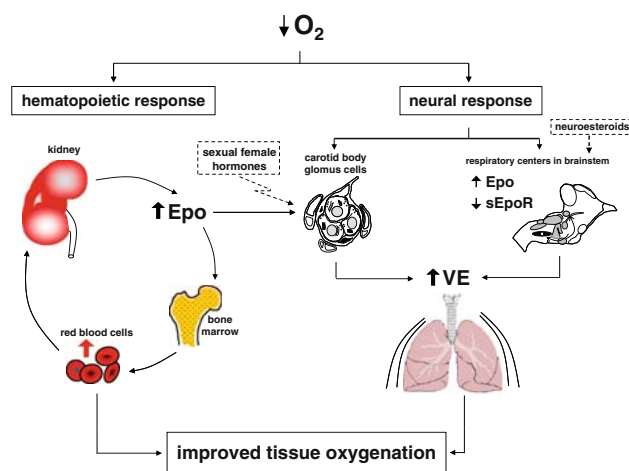 ↓O₂
hematopoietic response
neural response
kidney
sexual female
hormones
carotid body
glomus cells
neuroesteroids
respiratory centers in brainstem
↑ Epo
↓ sEpoR
↑Epo
↑VE
bone
marrow
red blood cells
improved tissue oxygenation